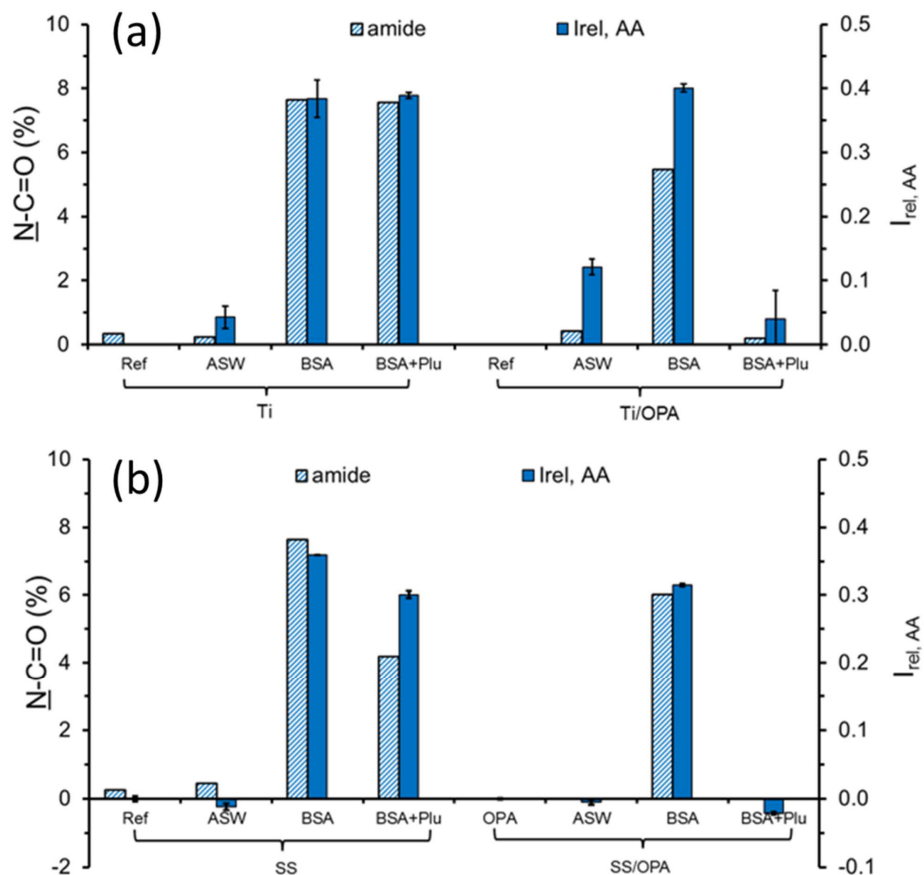 (a)
amide Irel, AA
10 0.5
8 0.4
6 0.3
4 0.2
2 0.1
0 0.0
N-C=O (%)
Irel, AA
Ref ASW BSA BSA+Plu Ref ASW BSA BSA+Plu
Ti Ti/OPA
(b)
amide Irel, AA
10 0.5
8 0.4
6 0.3
4 0.2
2 0.1
0 0.0
-2 -0.1
N-C=O (%)
Irel, AA
Ref ASW BSA BSA+Plu OPA ASW BSA BSA+Plu
SS SS/OPA